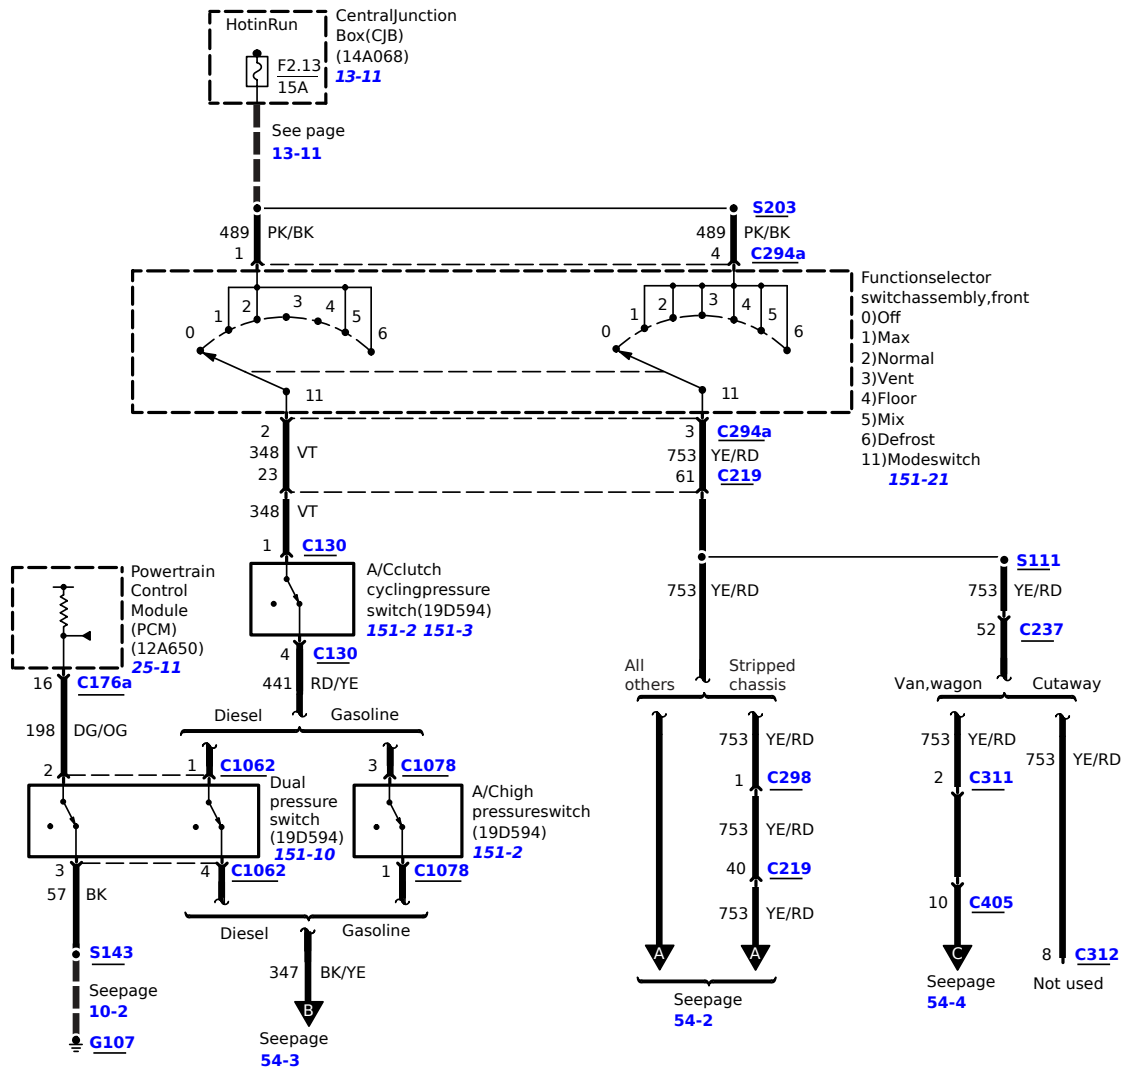 HotinRun
F2.13
15A
CentralJunction
Box(CJB)
(14A068)
13-11
See page
13-11
S203
489 PK/BK
1
489 PK/BK
4 C294a
Functionselector
switchassembly,front
0)Off
1)Max
2)Normal
3)Vent
4)Floor
5)Mix
6)Defrost
11)Modeswitch
151-21
0
1
2
3
4
5
6
11
0
1
2
3
4
5
6
11
2
348 VT
23
3 C294a
753 YE/RD
61 C219
348 VT
1 C130
A/Cclutch
cyclingpressure
switch(19D594)
151-2 151-3
4 C130
441 RD/YE
Diesel Gasoline
Powertrain
Control
Module
(PCM)
(12A650)
25-11
16 C176a
198 DG/OG
2
1 C1062
3 C1078
Dual
pressure
switch
(19D594)
151-10
A/Chigh
pressureswitch
(19D594)
151-2
3
4 C1062
1 C1078
57 BK
Diesel Gasoline
S143
Seepage
10-2
G107
347 BK/YE
B
Seepage
54-3
753 YE/RD
S111
753 YE/RD
52 C237
All
others
Stripped
chassis
Van,wagon Cutaway
753 YE/RD
1 C298
753 YE/RD
40 C219
753 YE/RD
A A
Seepage
54-2
753 YE/RD
2 C311
10 C405
C
Seepage
54-4
753 YE/RD
8 C312
Not used